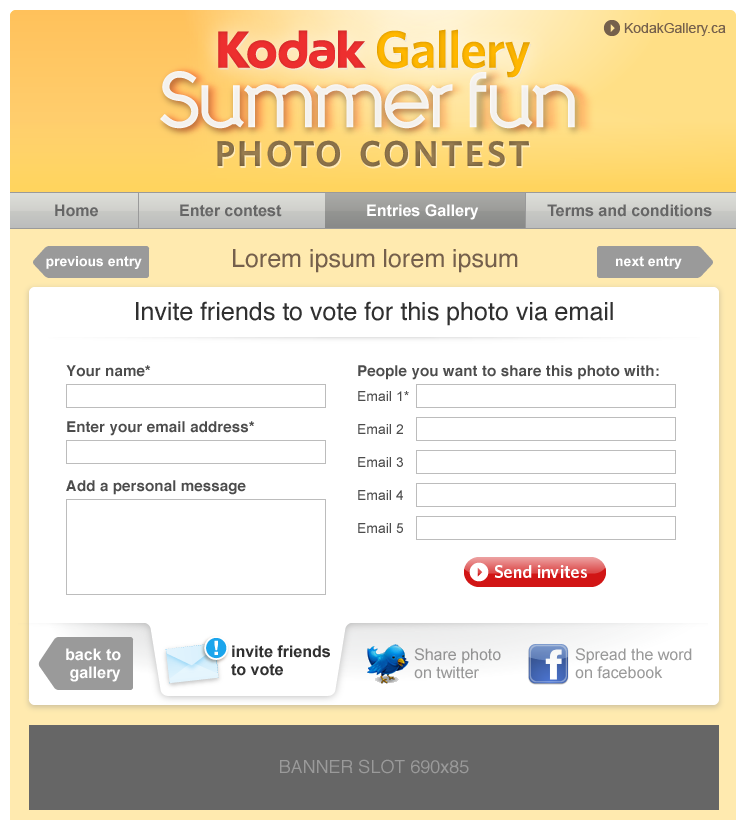 KodakGallery.ca
Kodak Gallery
Summer fun
PHOTO CONTEST
Home
Enter contest
Entries Gallery
Terms and conditions
previous entry
Lorem ipsum lorem ipsum
next entry
Invite friends to vote for this photo via email
Your name*
Enter your email address*
Add a personal message
People you want to share this photo with:
Email 1*
Email 2
Email 3
Email 4
Email 5
Send invites
back to
gallery
!
invite friends
to vote
Share photo
on twitter
f
Spread the word
on facebook
BANNER SLOT 690x85